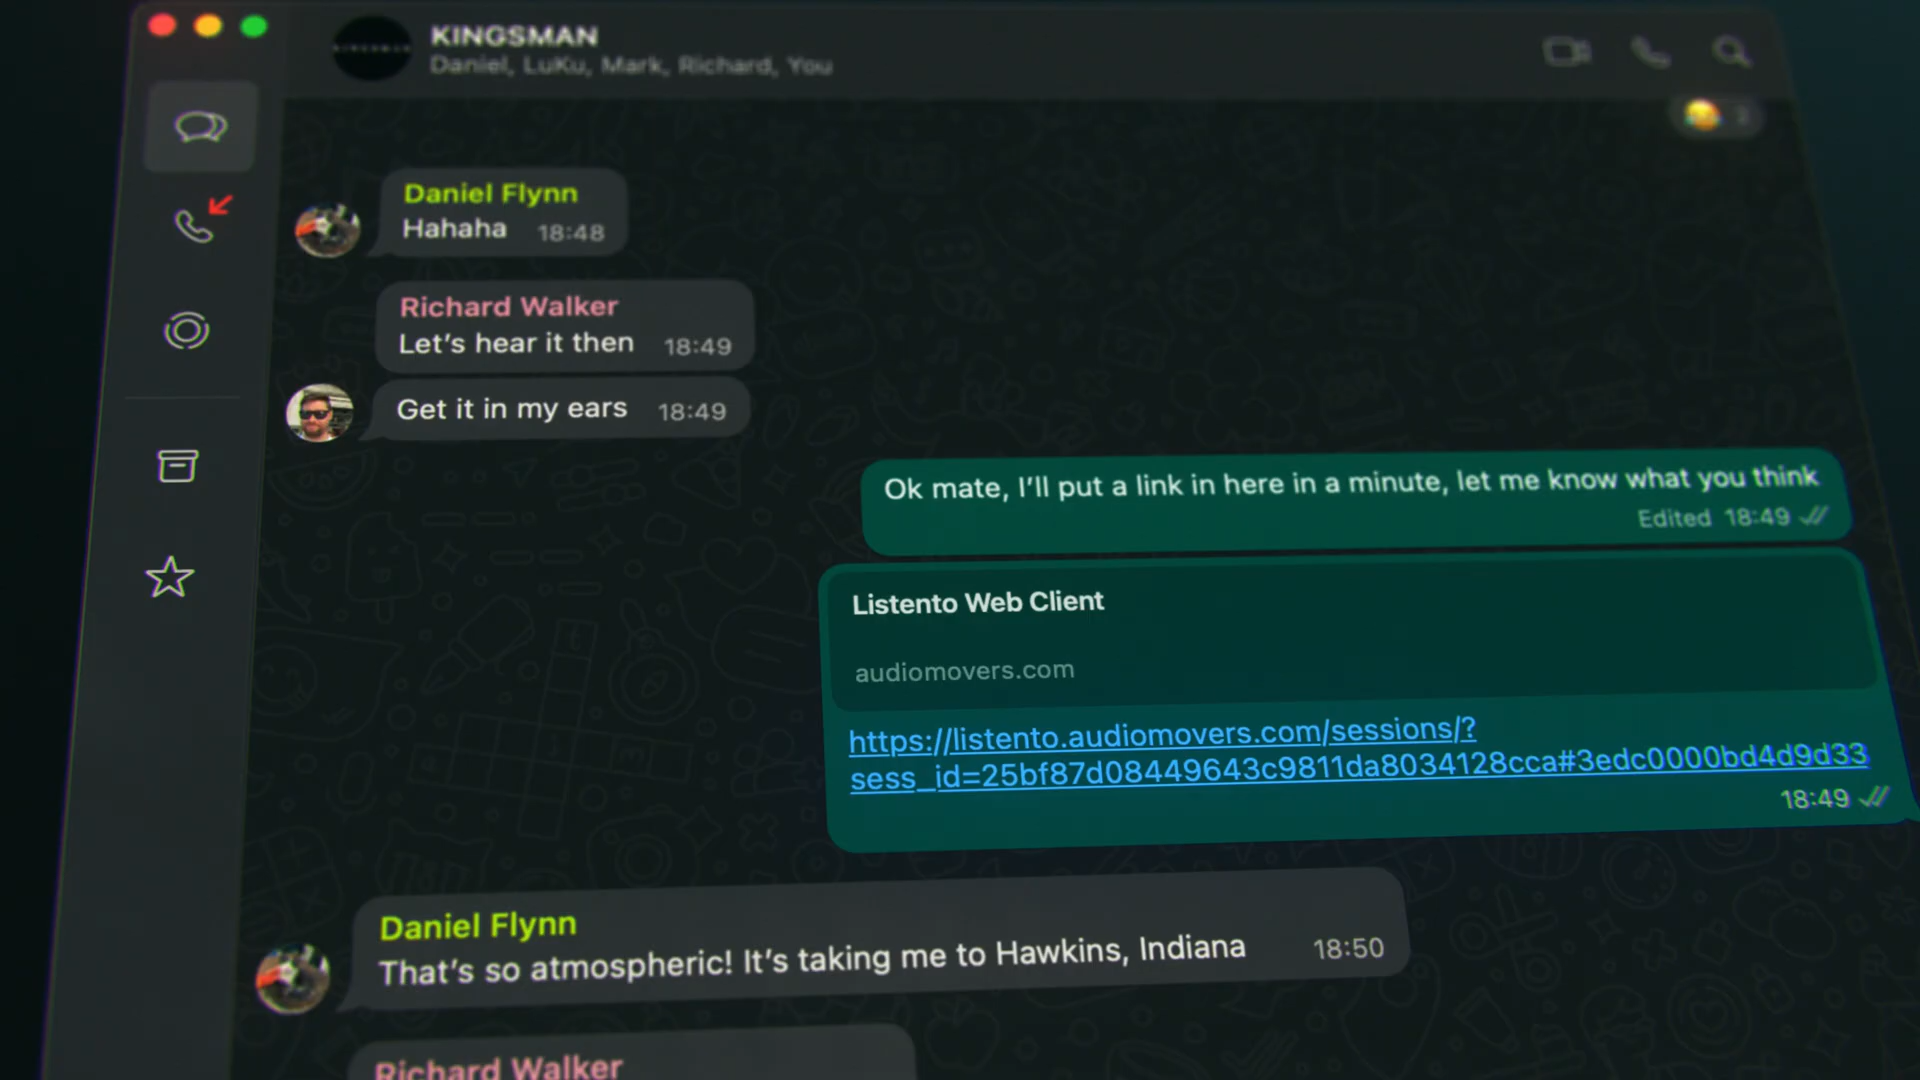 KINGSMAN
Daniel, LuKu, Mark, Richard, You
Daniel Flynn
Hahaha 18:48
Richard Walker
Let's hear it then 18:49
Get it in my ears 18:49
Ok mate, I'll put a link in here in a minute, let me know what you think
Edited 18:49
Listento Web Client
audiomovers.com
https://listento.audiomovers.com/sessions/?
sess_id=25bf87d08449643c9811da8034128cca#3edc0000bd4d9d33
18:49
Daniel Flynn
That's so atmospheric! It's taking me to Hawkins, Indiana 18:50
Richard Walker